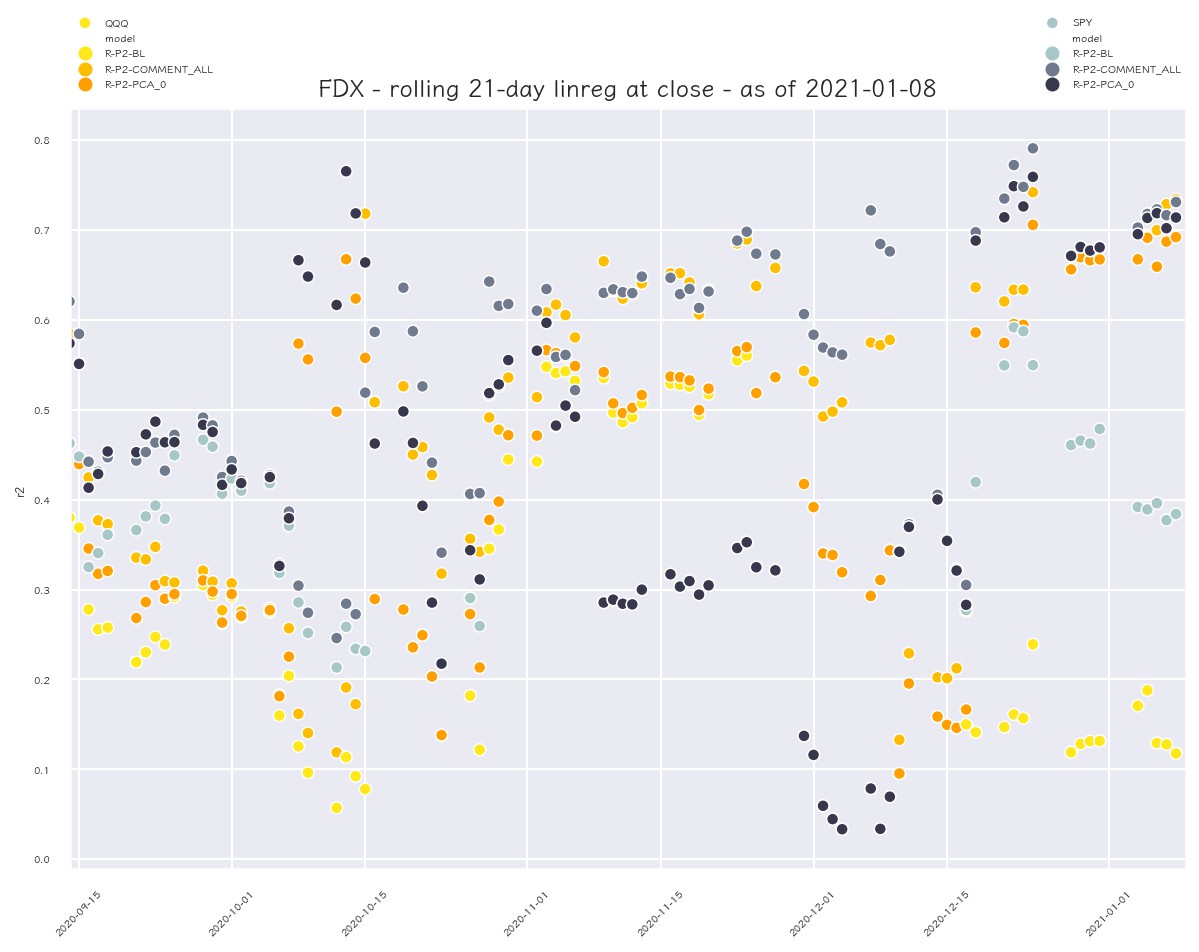 QQQ
model
R-P2-BL
R-P2-COMMENT_ALL
R-P2-PCA_0
SPY
model
R-P2-BL
R-P2-COMMENT_ALL
R-P2-PCA_0
FDX - rolling 21-day linreg at close - as of 2021-01-08
r2
0.8
0.7
0.6
0.5
0.4
0.3
0.2
0.1
0.0
2020-09-15
2020-10-01
2020-10-15
2020-11-01
2020-11-15
2020-12-01
2020-12-15
2021-01-01